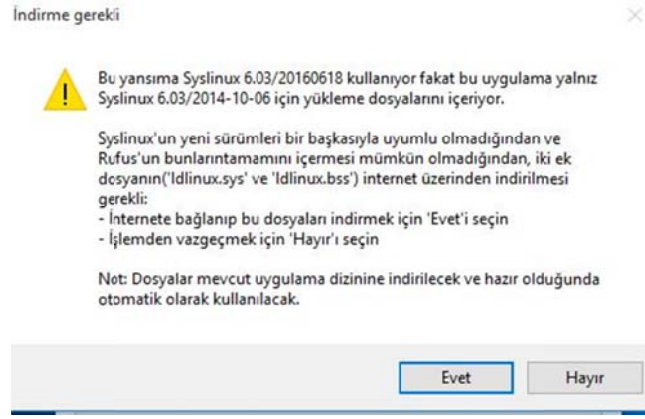 İndirme gerekli
Bu yansıma Syslinux 6.03/20160618 kullanıyor fakat bu uygulama yalnız
Syslinux 6.03/2014-10-06 için yükleme dosyalarını içeriyor.
Syslinux'un yeni sürümleri bir başkasıyla uyumlu olmadığından ve
Rufus'un bunlarıntamamını içermesi mümkün olmadığından, iki ek
dosyanın('ldlinux.sys' ve 'ldlinux.bss') internet üzerinden indirilmesi
gerekli:
- İnternete bağlanıp bu dosyaları indirmek için 'Evet'i seçin
- İşlemden vazgeçmek için 'Hayır'ı seçin
Not: Dosyalar mevcut uygulama dizinine indirilecek ve hazır olduğunda
otomatik olarak kullanılacak.
Evet
Hayır